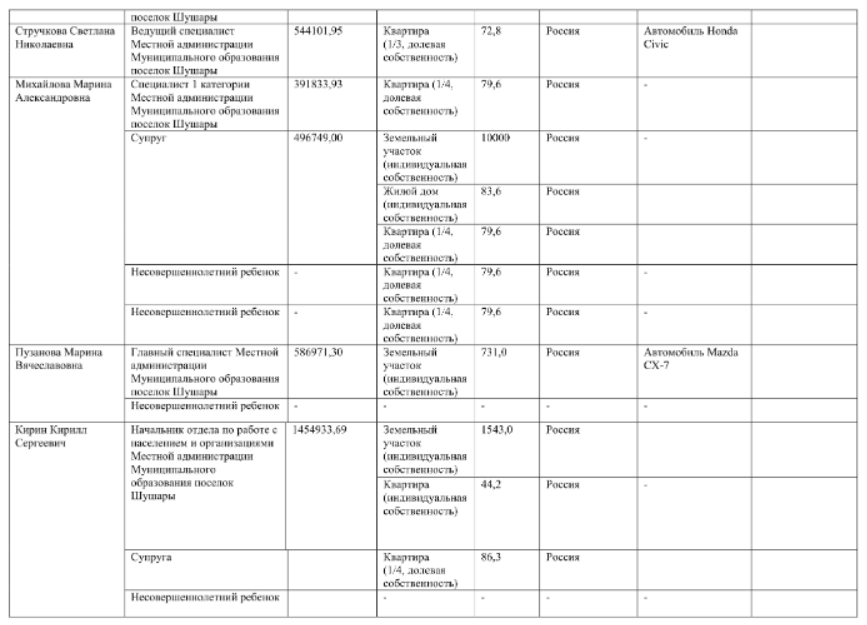 поселок Шушары
Стручкова Светлана Николаевна
Ведущий специалист Местной администрации Муниципального образования поселок Шушары
544101,95
Квартира (1/3, долевая собственность)
72,8
Россия
Автомобиль Honda Civic
Михайлова Марина Александровна
Специалист 1 категории Местной администрации Муниципального образования поселок Шушары
391833,93
Квартира (1/4, долевая собственность)
79,6
Россия
-
Супруг
496749,00
Земельный участок (индивидуальная собственность)
10000
Россия
-
Жилой дом (индивидуальная собственность)
83,6
Россия
Квартира (1/4, долевая собственность)
79,6
Россия
Несовершеннолетний ребенок
-
Квартира (1/4, долевая собственность)
79,6
Россия
-
Несовершеннолетний ребенок
-
Квартира (1/4, долевая собственность)
79,6
Россия
-
Пузанова Марина Вячеславовна
Главный специалист Местной администрации Муниципального образования поселок Шушары
586971,30
Земельный участок (индивидуальная собственность)
731,0
Россия
Автомобиль Mazda CX-7
Несовершеннолетний ребенок
-
-
-
-
-
Кирин Кирилл Сергеевич
Начальник отдела по работе с населением и организациями Местной администрации Муниципального образования поселок Шушары
1454933,69
Земельный участок (индивидуальная собственность)
1543,0
Россия
Квартира (индивидуальная собственность)
44,2
Россия
-
Супруга
Квартира (1/4, долевая собственность)
86,3
Россия
Несовершеннолетний ребенок
-
-
-
-